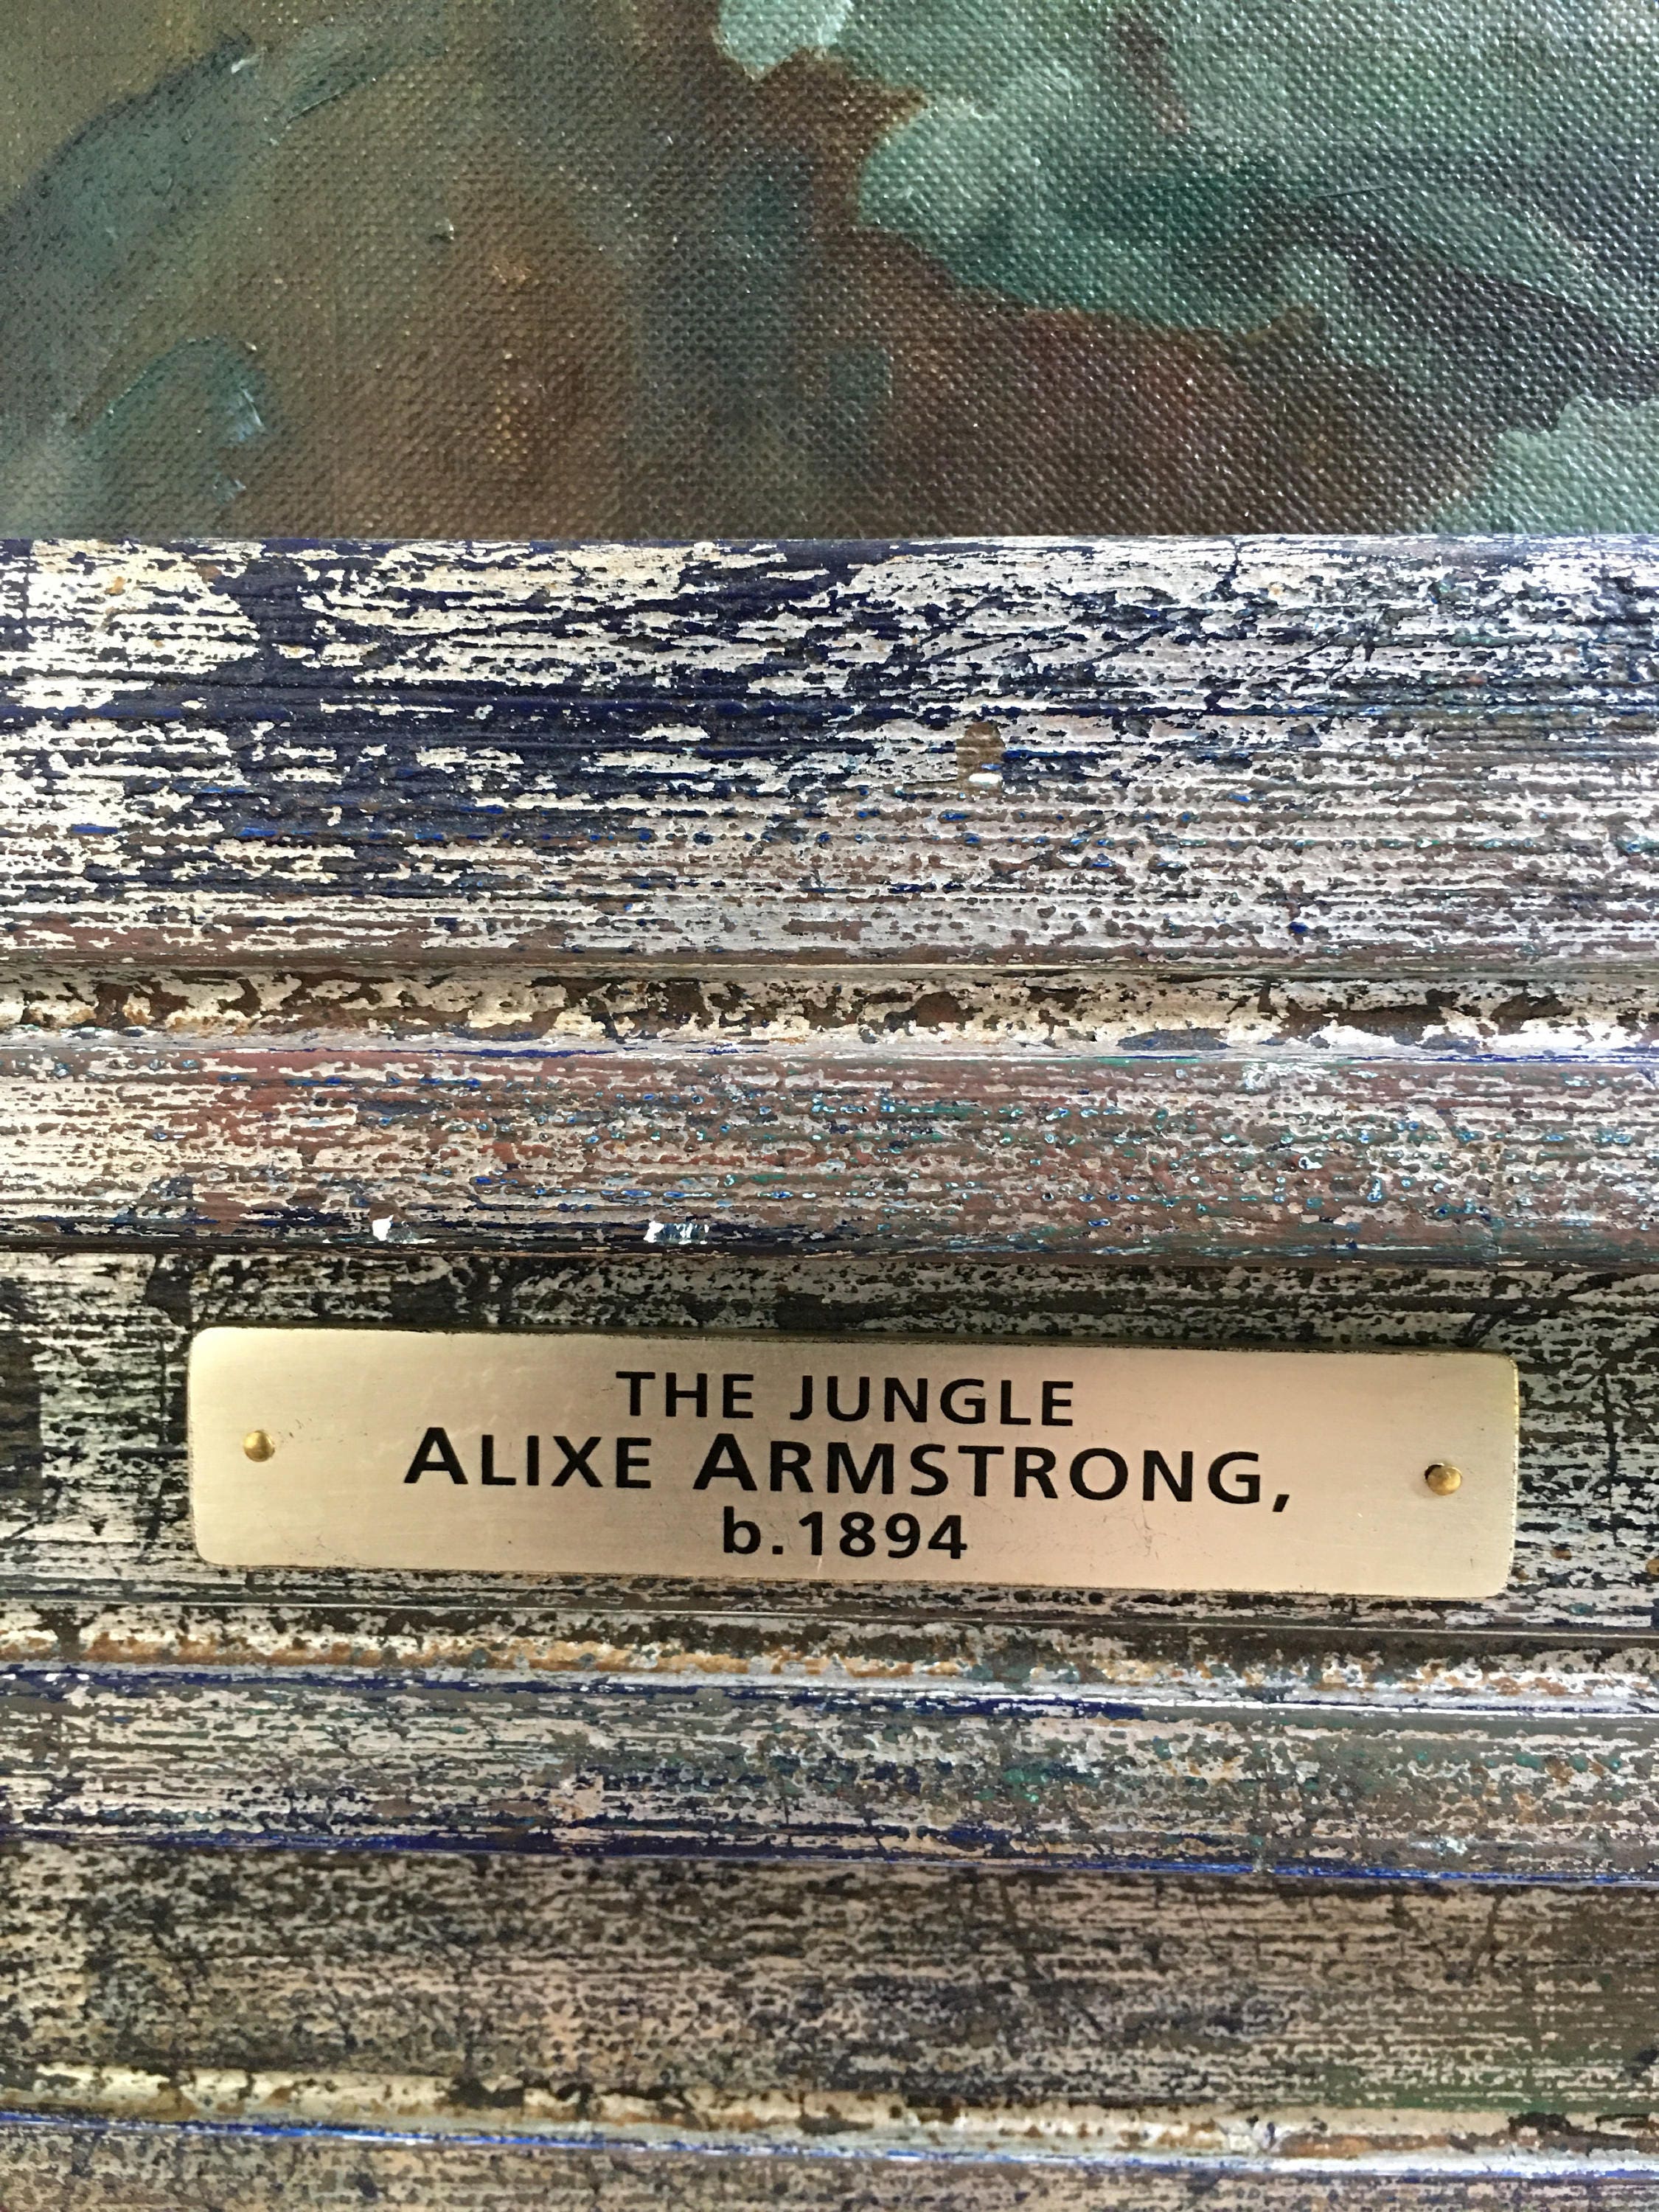 THE JUNGLE
ALIXE ARMSTRONG,
b.1894